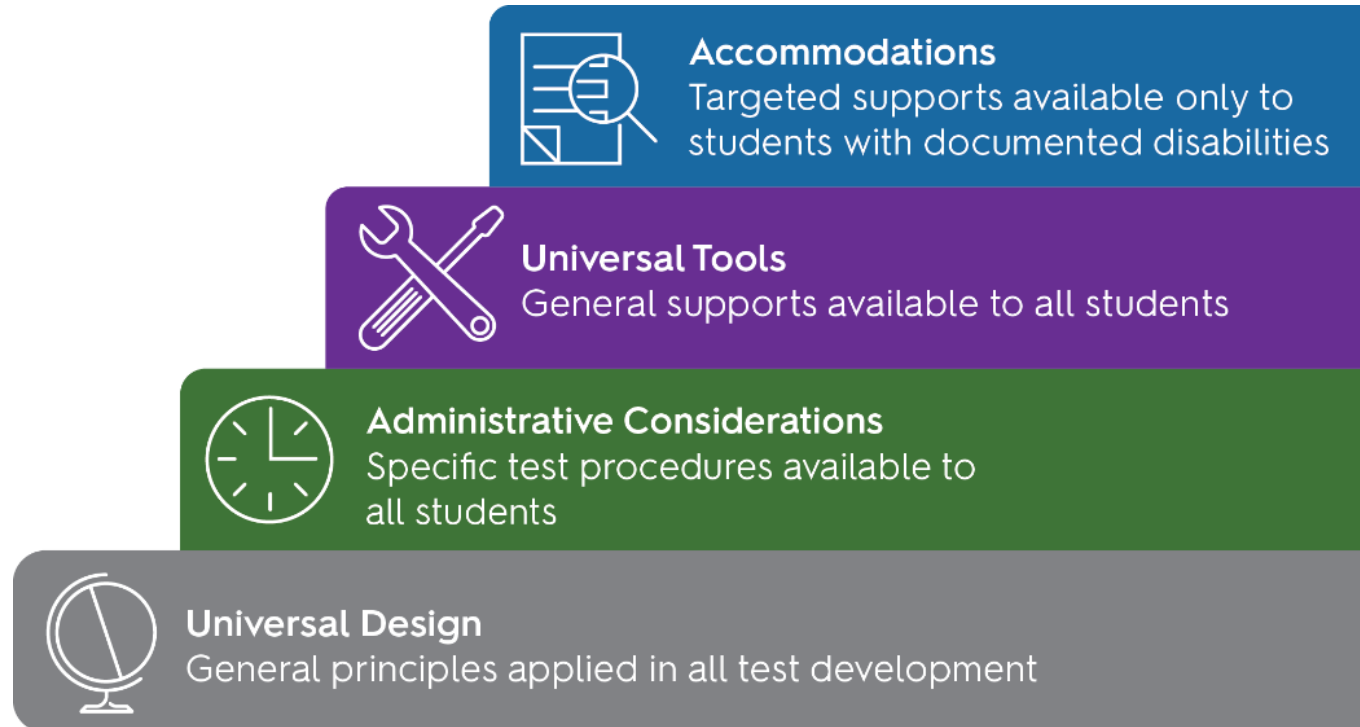 Accommodations
Targeted supports available only to
students with documented disabilities
Universal Tools
General supports available to all students
Administrative Considerations
Specific test procedures available to
all students
Universal Design
General principles applied in all test development